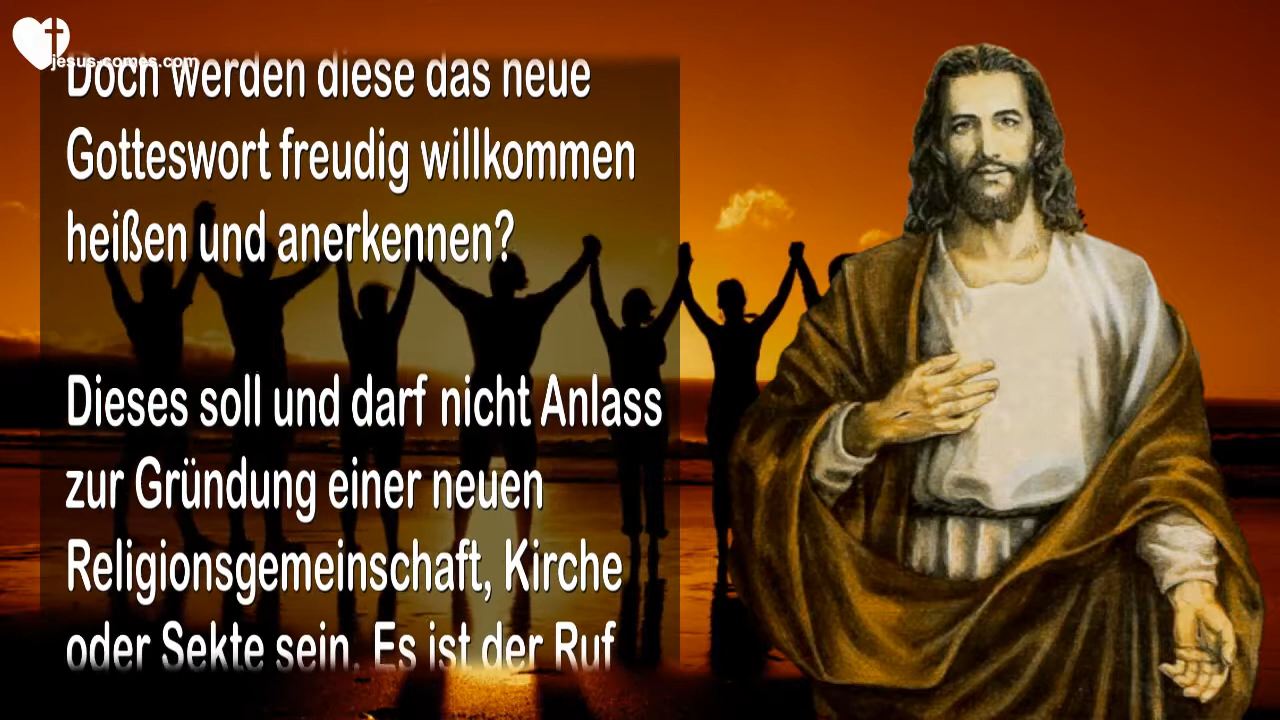 jesus-comes.com
Doch werden diese das neue
Gotteswort freudig willkommen
heißen und anerkennen?
Dieses soll und darf nicht Anlass
zur Gründung einer neuen
Religionsgemeinschaft, Kirche
oder Sekte sein. Es ist der Ruf